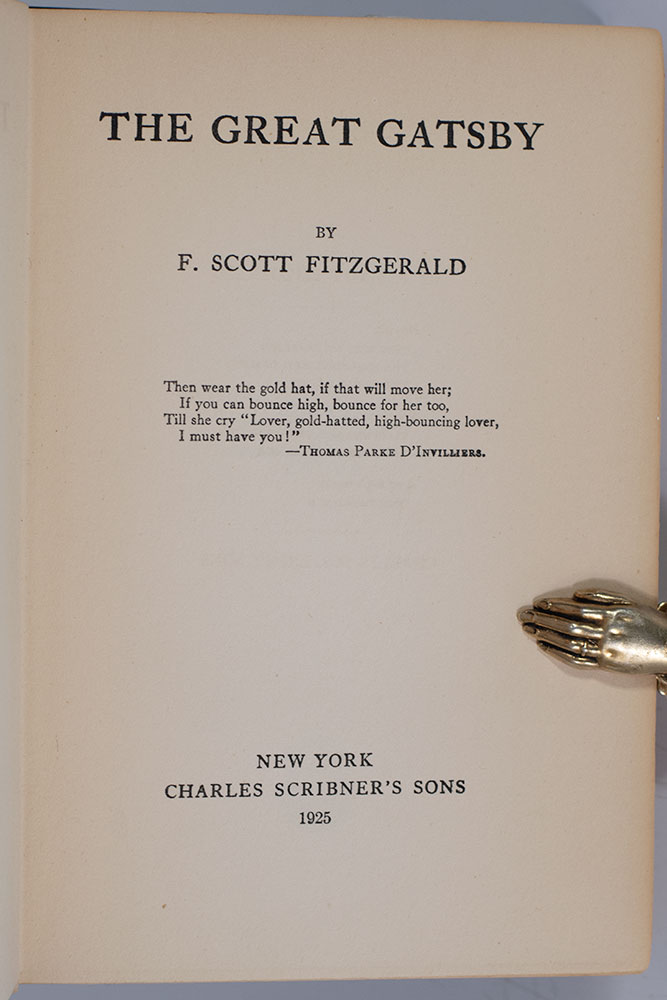 THE GREAT GATSBY
BY
F. SCOTT FITZGERALD
Then wear the gold hat, if that will move her;
If you can bounce high, bounce for her too,
Till she cry "Lover, gold-hatted, high-bouncing lover,
I must have you!"
—THOMAS PARKE D'INVILLIERS.
NEW YORK
CHARLES SCRIBNER'S SONS
1925